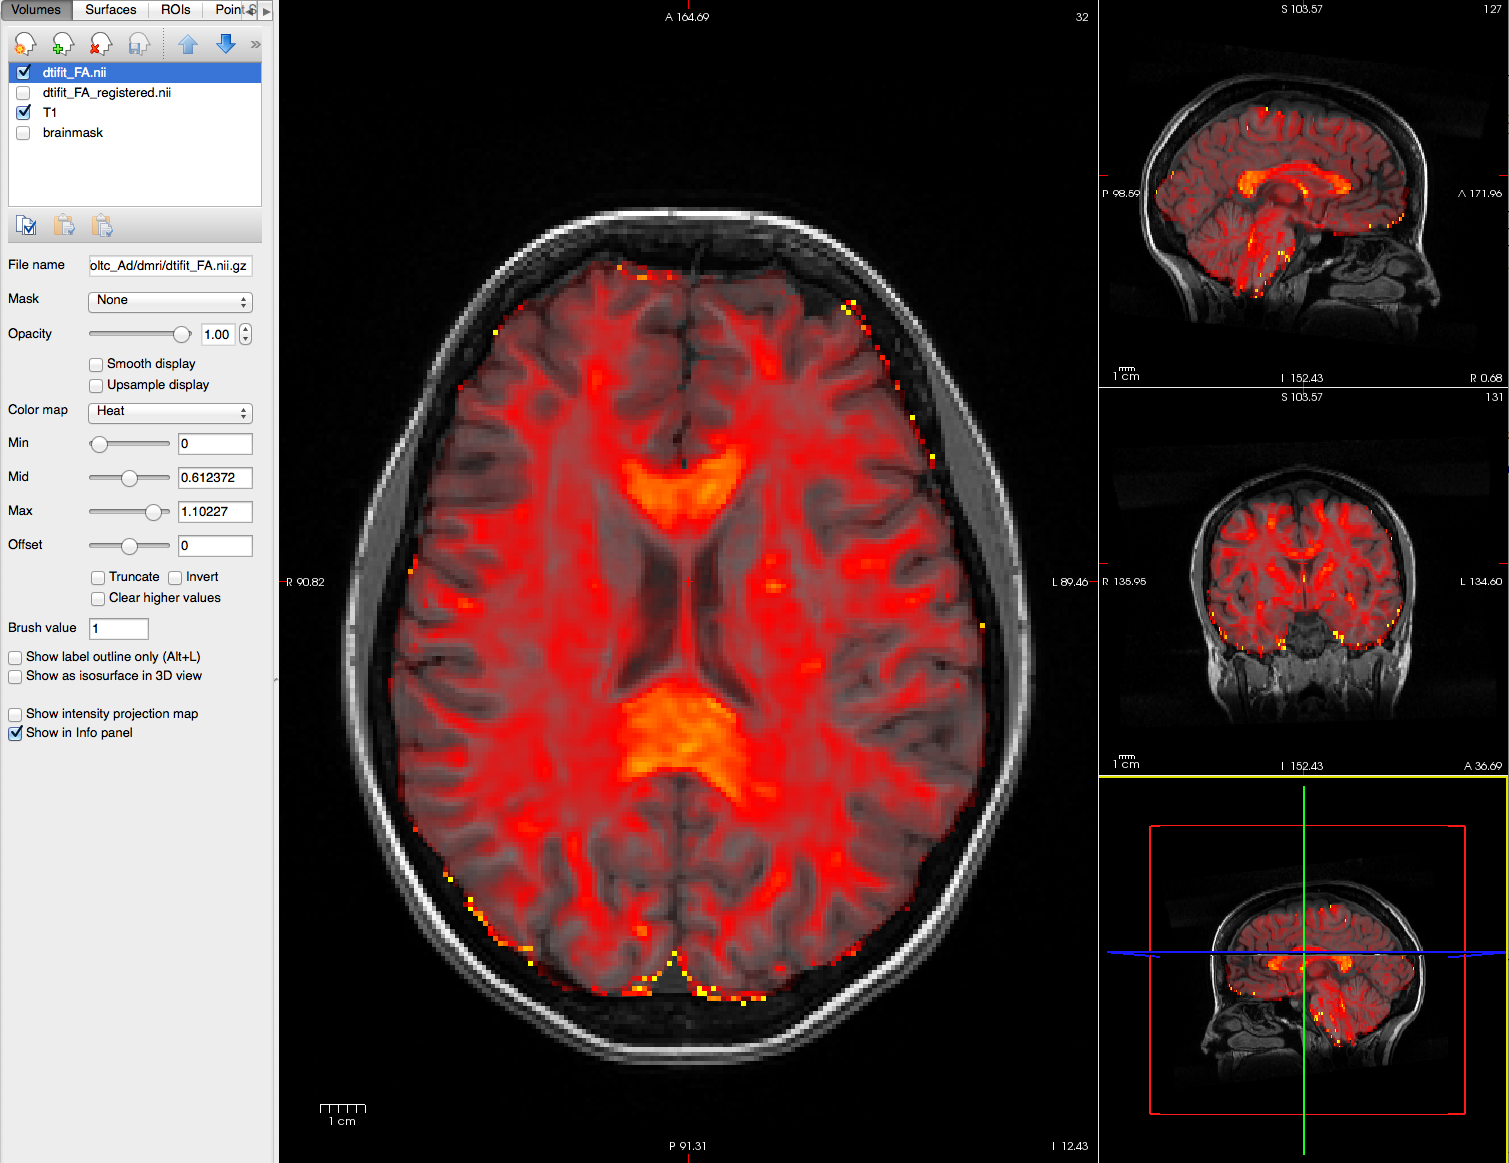 Volumes Surfaces ROIs Point S
dtifit_FA.nii
dtifit_FA_registered.nii
T1
brainmask
File name oltc_Ad/dmri/dtifit_FA.nii.gz
Mask None
Opacity 1.00
Smooth display
Upsample display
Color map Heat
Min 0
Mid 0.612372
Max 1.10227
Offset 0
Truncate Invert
Clear higher values
Brush value 1
Show label outline only (Alt+L)
Show as isosurface in 3D view
Show intensity projection map
Show in Info panel
A 164.69 32
R 90.82 L 89.46
1 cm
P 91.31 I 12.43
S 103.57 127
P 98.59 A 171.96
1 cm I 152.43 R 0.68
S 103.57 131
R 135.95 L 134.60
1 cm I 152.43 A 36.69